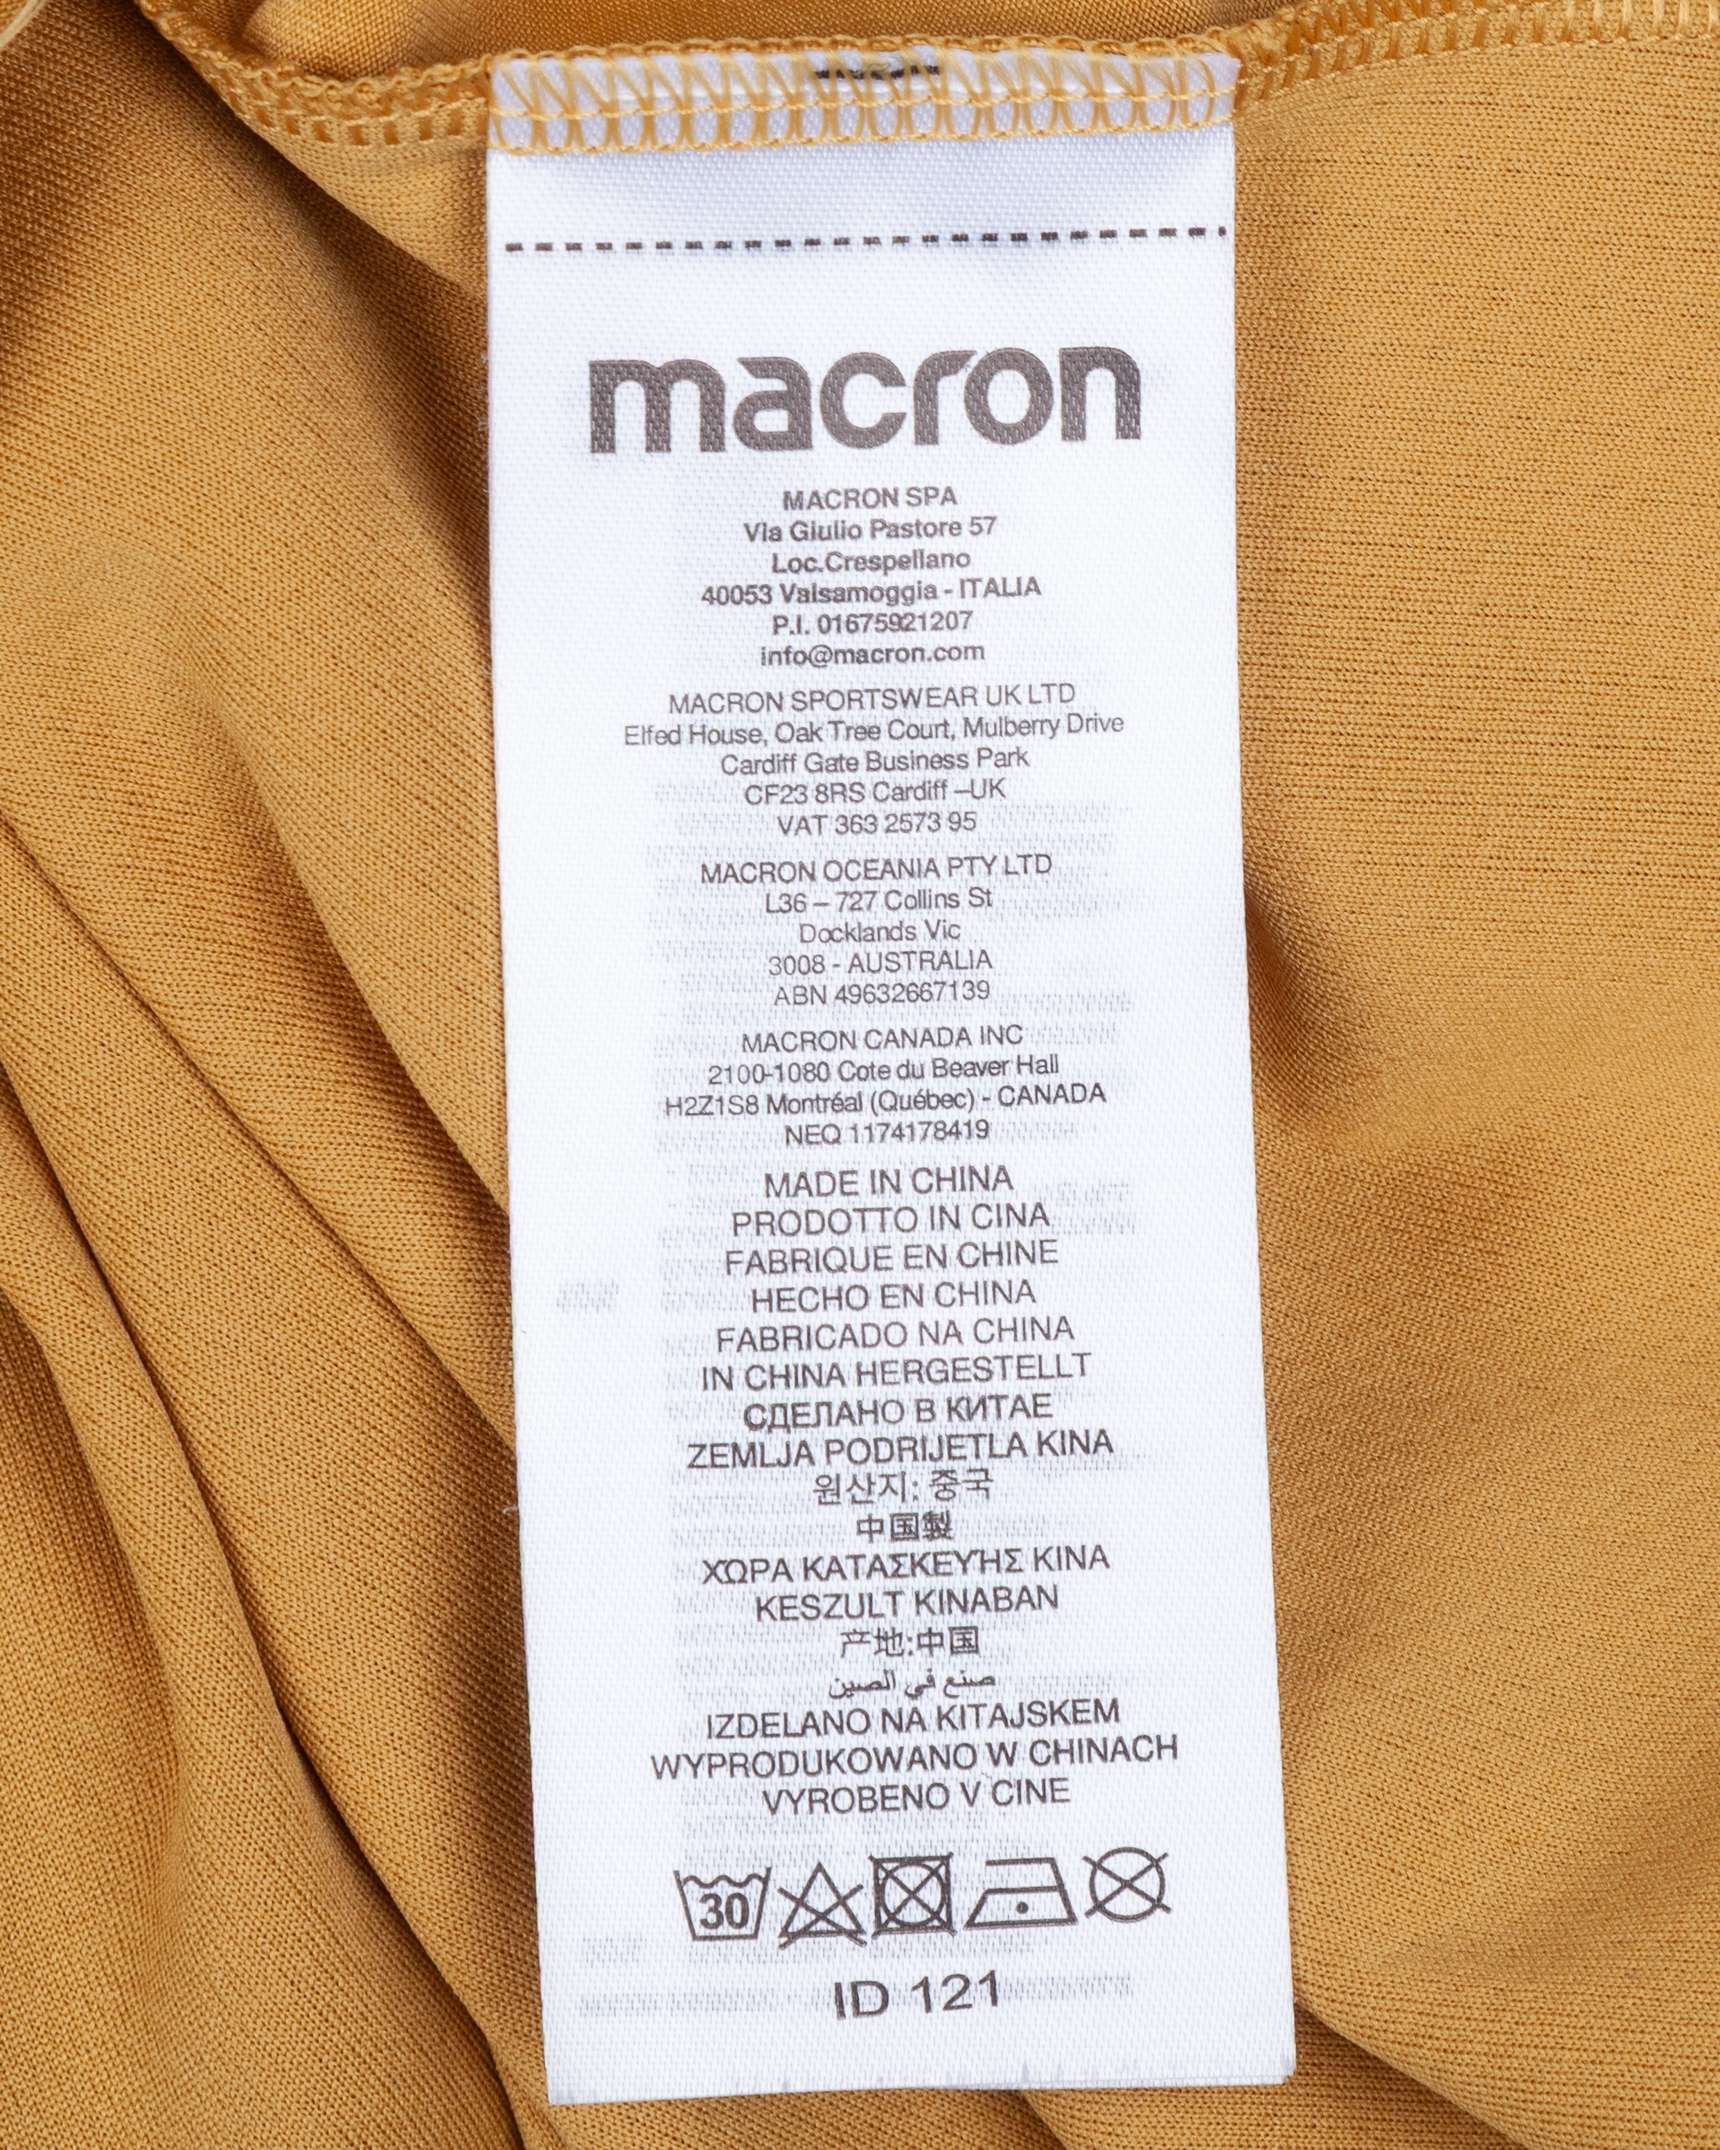 macron
MACRON SPA
Via Giulio Pastore 57
Loc.Crespellano
40053 Valsamoggia - ITALIA
P.I. 01675921207
info@macron.com
MACRON SPORTSWEAR UK LTD
Elfed House, Oak Tree Court, Mulberry Drive
Cardiff Gate Business Park
CF23 8RS Cardiff –UK
VAT 363 2573 95
MACRON OCEANIA PTY LTD
L36 – 727 Collins St
Docklands Vic
3008 - AUSTRALIA
ABN 49632667139
MACRON CANADA INC
2100-1080 Cote du Beaver Hall
H2Z1S8 Montréal (Québec) - CANADA
NEQ 1174178419
MADE IN CHINA
PRODOTTO IN CINA
FABRIQUE EN CHINE
HECHO EN CHINA
FABRICADO NA CHINA
IN CHINA HERGESTELLT
СДЕЛАНО В КИТАЕ
ZEMLJA PODRIJETLA KINA
원산지: 중국
中国製
ΧΏΡΑ ΚΑΤΑΣΚΕΥΉΣ ΚΙΝΑ
KESZULT KINABAN
产地:中国
صنع في الصين
IZDELANO NA KITAJSKEM
WYPRODUKOWANO W CHINACH
VYROBENO V CINE
30
ID 121